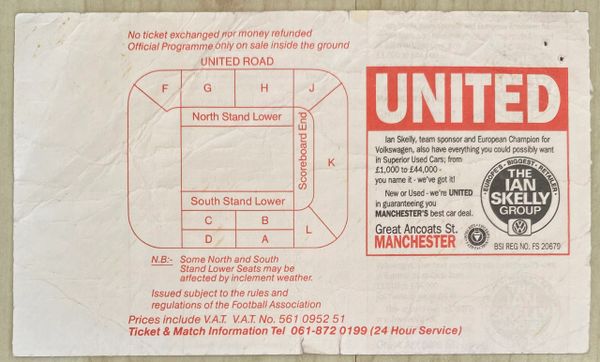 No ticket exchanged nor money refunded
Official Programme only on sale inside the ground
UNITED ROAD
F
G
H
J
North Stand Lower
Scoreboard End
K
South Stand Lower
C
B
D
A
L
N.B:- Some North and South
Stand Lower Seats may be
affected by inclement weather.
Issued subject to the rules and
regulations of the Football Association
Prices include V.A.T. V.A.T. No. 561 0952 51
Ticket & Match Information Tel 061-872 0199 (24 Hour Service)
UNITED
Ian Skelly, team sponsor and European Champion for
Volkswagen, also have everything you could possibly want
in Superior Used Cars; from
£1,000 to £44,000 -
you name it - we've got it!
New or Used - we're UNITED
in guaranteeing you
MANCHESTER'S best car deal.
Great Ancoats St.
MANCHESTER
EUROPE'S BIGGEST RETAILER
THE
IAN
SKELLY
GROUP
BSI REG NO. FS 20679